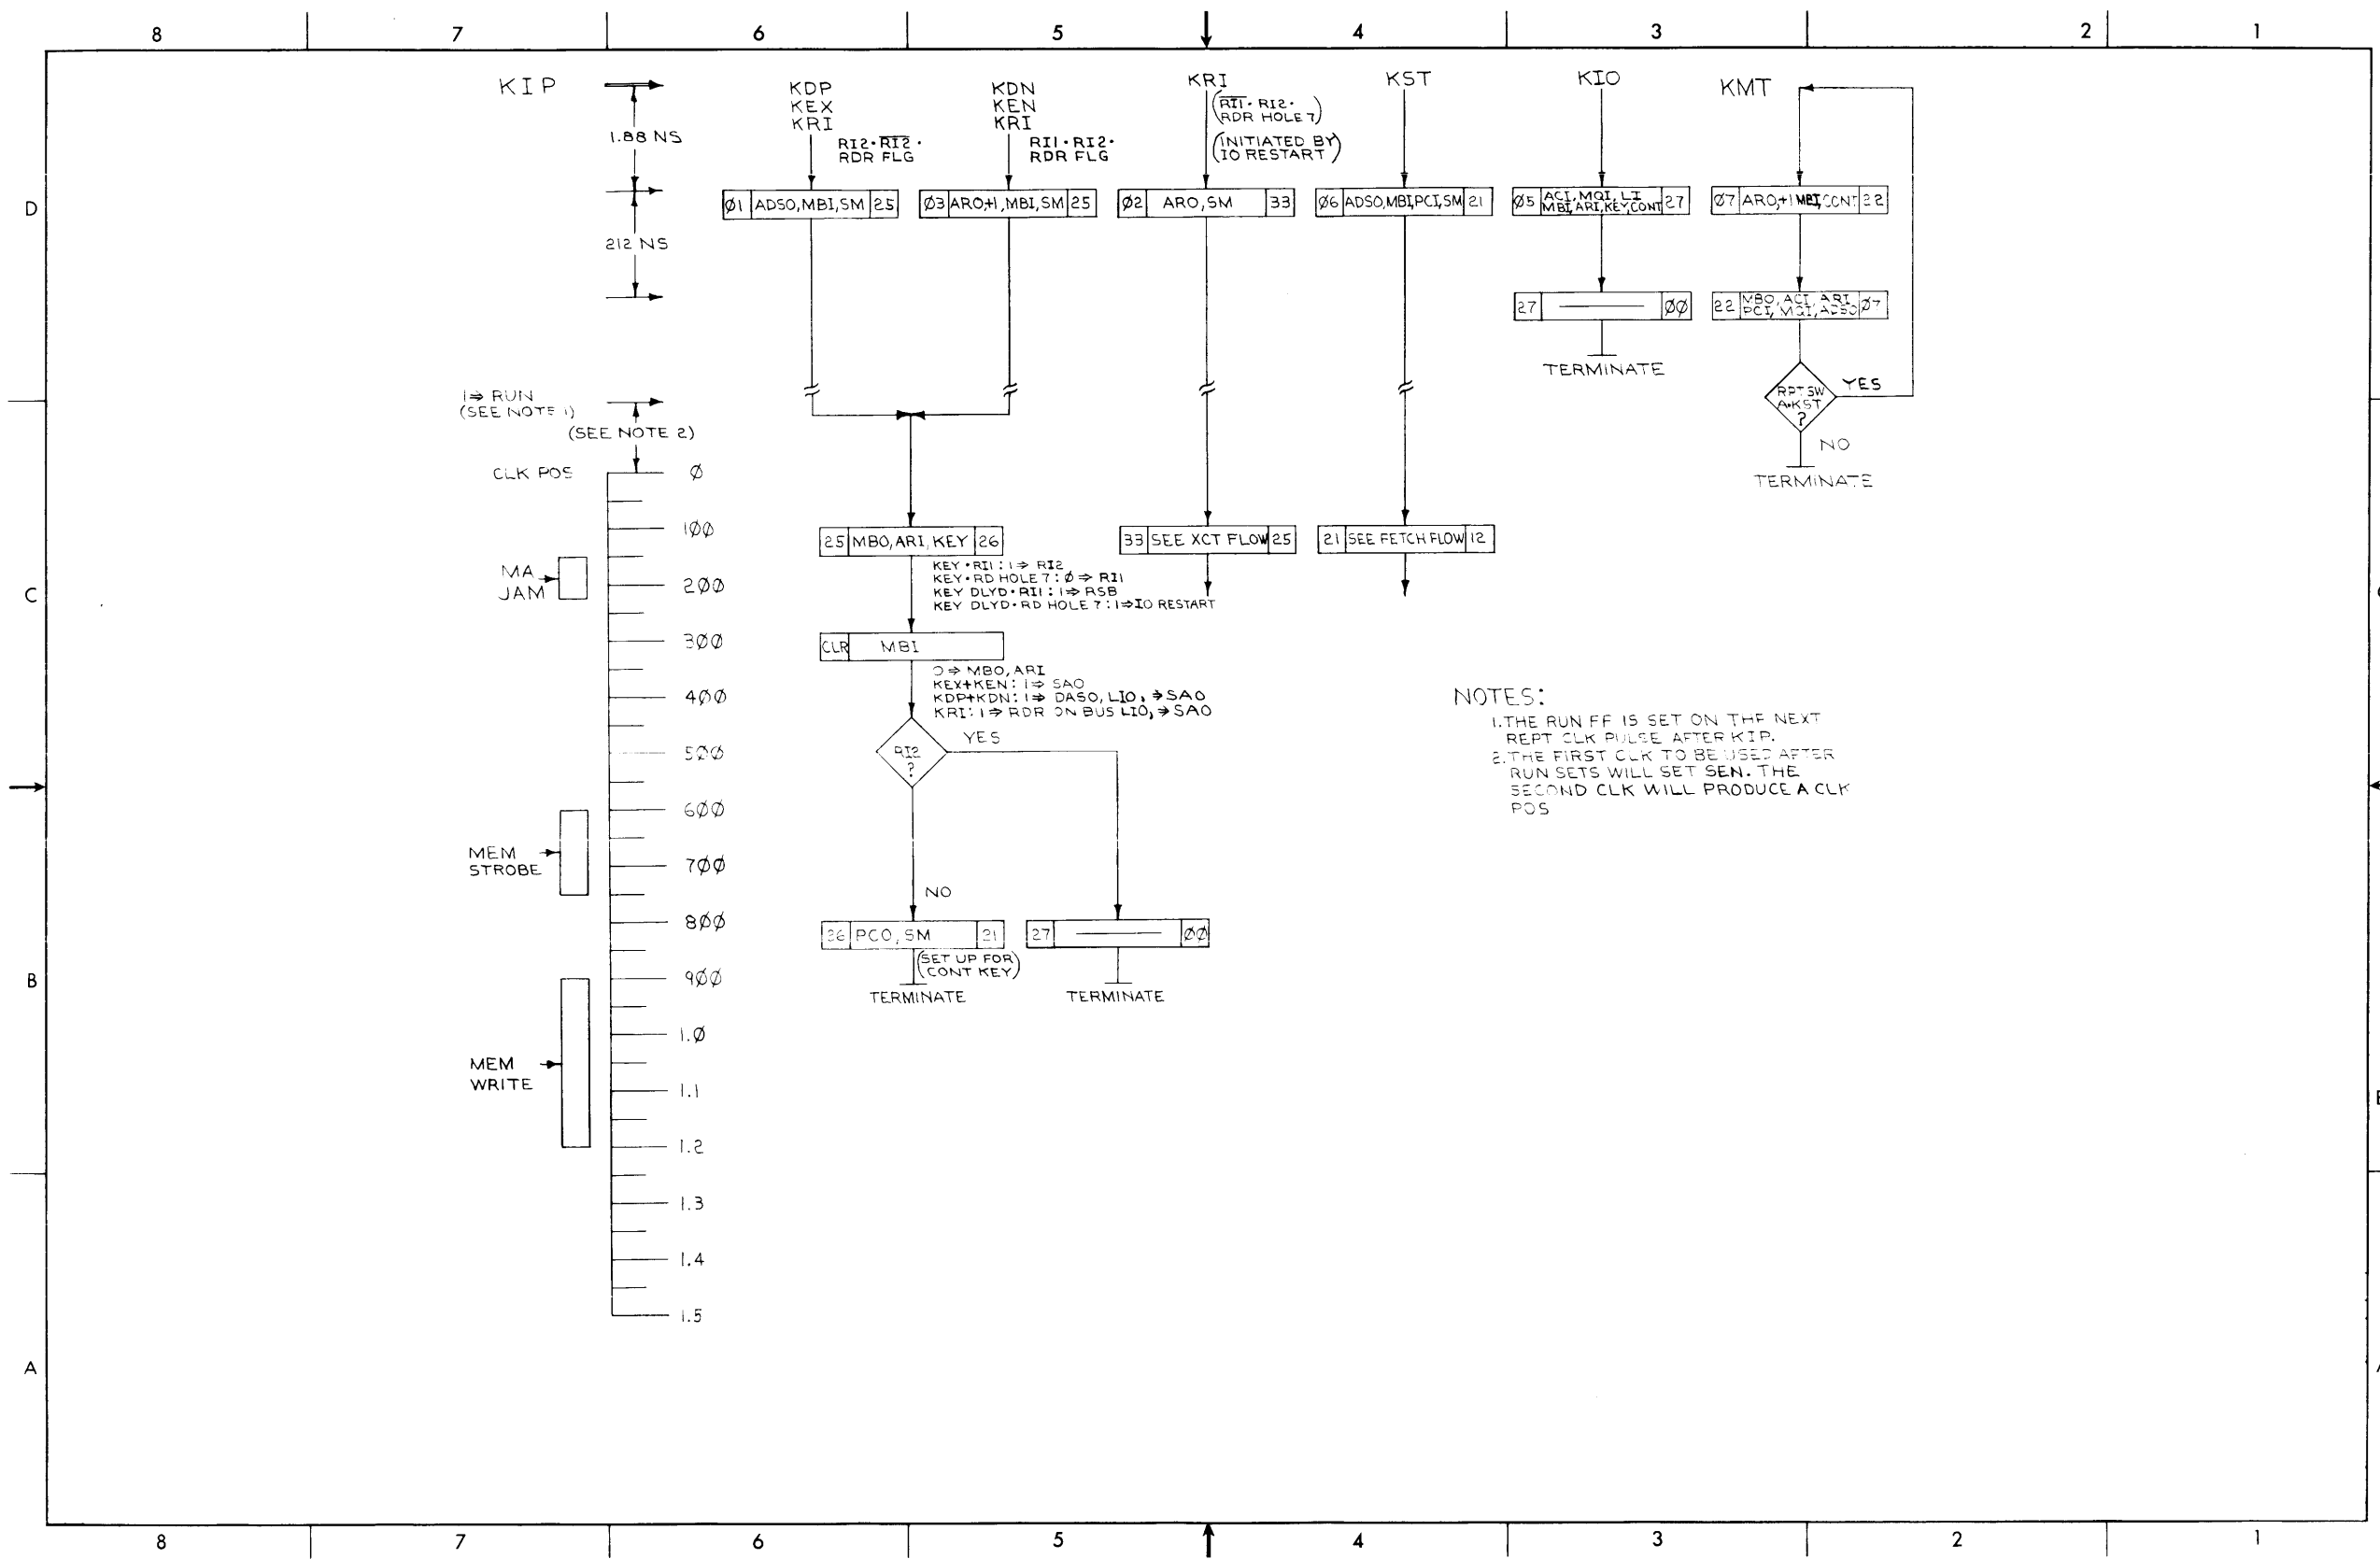 8 7 6 5 4 3 2 1
KIP
1.88 NS
212 NS
1⇒ RUN
(SEE NOTE 1)
(SEE NOTE 2)
CLK POS
KDP
KEX
KRI
RI2·R̅I̅2̅·
RDR FLG
KDN
KEN
KRI
RI1·RI2·
RDR FLG
KRI
(R̅I̅1̅·RI2·
RDR HOLE 7)
(INITIATED BY
IO RESTART)
KST
KIO
KMT
Ø1 ADSO,MBI,SM 25
Ø3 ARO+1,MBI,SM 25
Ø2 ARO,SM 33
Ø6 ADSO,MBI,PCI,SM 21
Ø5 ACI,MQI,LI
MBI,ARI,KEY,CONT 27
Ø7 ARO,+1 MBI,CONT 22
27 ØØ
TERMINATE
22 MBO,ACI,ARI
PCI,MQI,ADSO Ø7
RPT SW
A•KST
?
YES
NO
TERMINATE
25 MBO,ARI,KEY 26
33 SEE XCT FLOW 25
21 SEE FETCH FLOW 12
KEY·RI1:1⇒ RI2
KEY·RD HOLE 7:Ø⇒ RI1
KEY DLYD·RI1:1⇒RSB
KEY DLYD·RD HOLE 7:1⇒IO RESTART
CLR MBI
0⇒ MBO,ARI
KEX+KEN:1⇒ SAO
KDP+KDN:1⇒ DASO,LIO,⇒SAO
KRI:1⇒ RDR ON BUS LIO,⇒SAO
RI2
?
YES
NO
26 PCO,SM 21
(SET UP FOR
CONT KEY)
TERMINATE
27 ØØ
TERMINATE
Ø
1ØØ
2ØØ
3ØØ
4ØØ
5ØØ
6ØØ
7ØØ
8ØØ
9ØØ
1.Ø
1.1
1.2
1.3
1.4
1.5
MA
JAM
MEM
STROBE
MEM
WRITE
NOTES:
1.THE RUN FF IS SET ON THE NEXT
REPT CLK PULSE AFTER KIP.
2.THE FIRST CLK TO BE USED AFTER
RUN SETS WILL SET SEN. THE
SECOND CLK WILL PRODUCE A CLK
POS
D
C
B
A
8 7 6 5 4 3 2 1